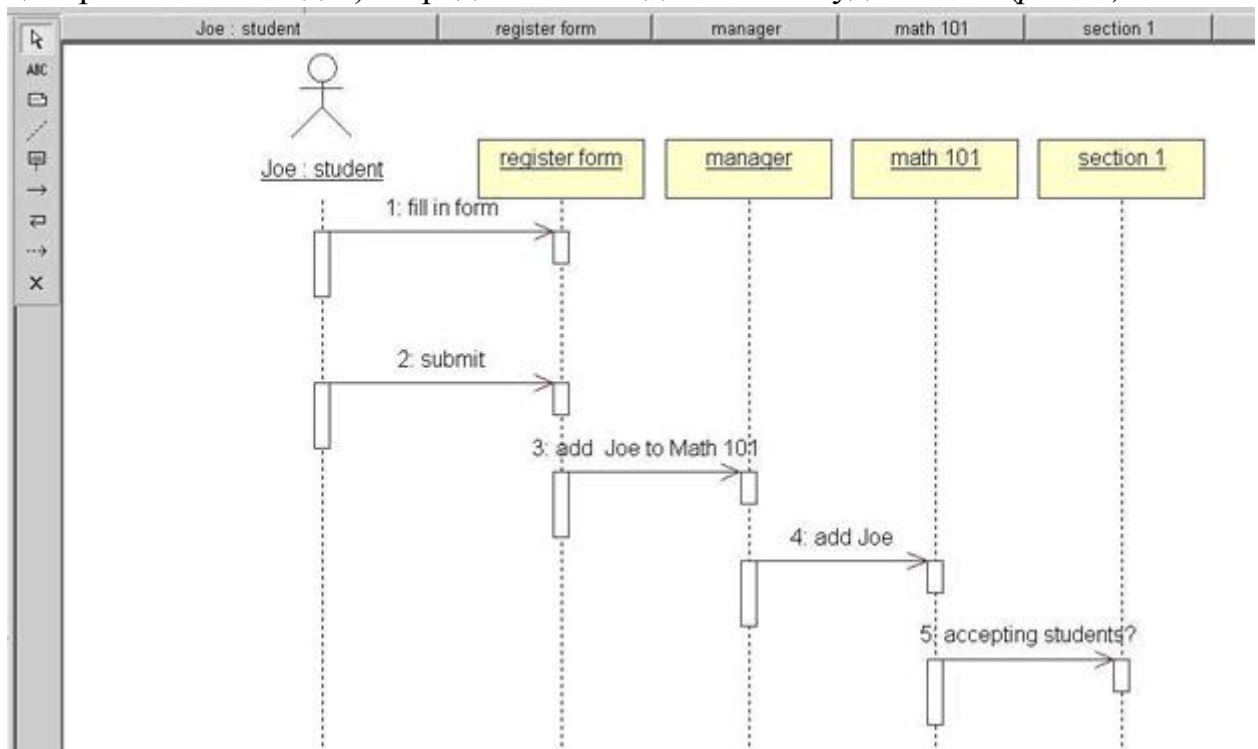 Joe : student register form manager math 101 section 1
ABC
Joe : student
register form
manager
math 101
section 1
1: fill in form
2: submit
3: add Joe to Math 101
4: add Joe
5: accepting students?